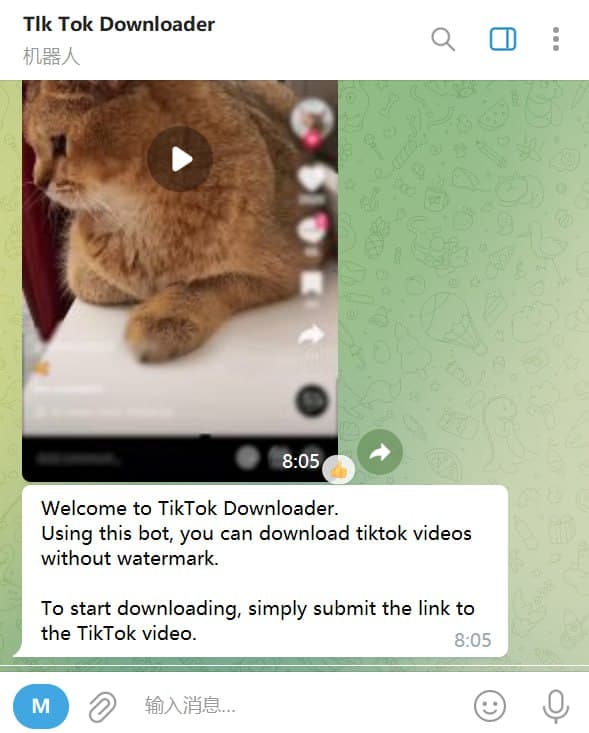 Tlk Tok Downloader
机器人
8:05
Welcome to TikTok Downloader.
Using this bot, you can download tiktok videos
without watermark.
To start downloading, simply submit the link to
the TikTok video.
8:05
M
输入消息...